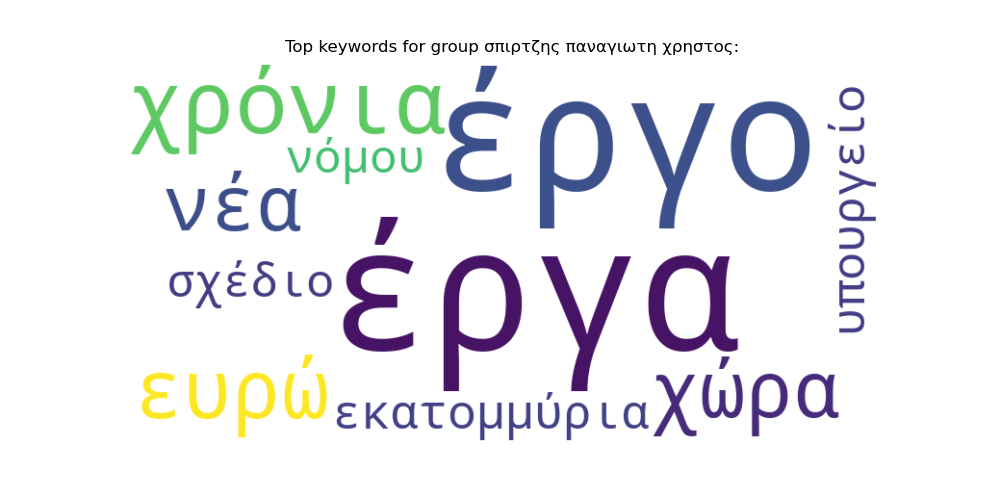 Top keywords for group σπιρτζης παναγιωτη χρηστος:
χρόνια
έργο
υπουργείο
νόμου
νέα
έργα
σχέδιο
ευρώ
εκατομμύρια
χώρα